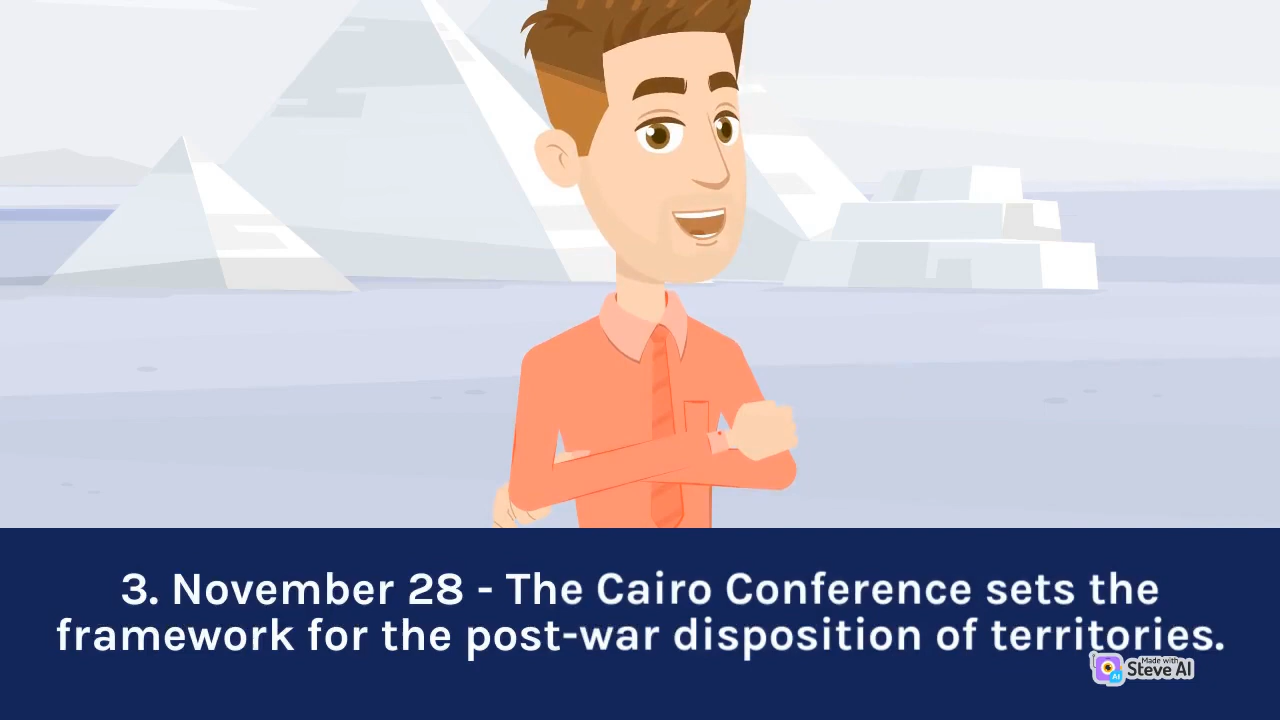 3. November 28 - The Cairo Conference sets the
framework for the post-war disposition of territories.
Made with
Steve AI
AI